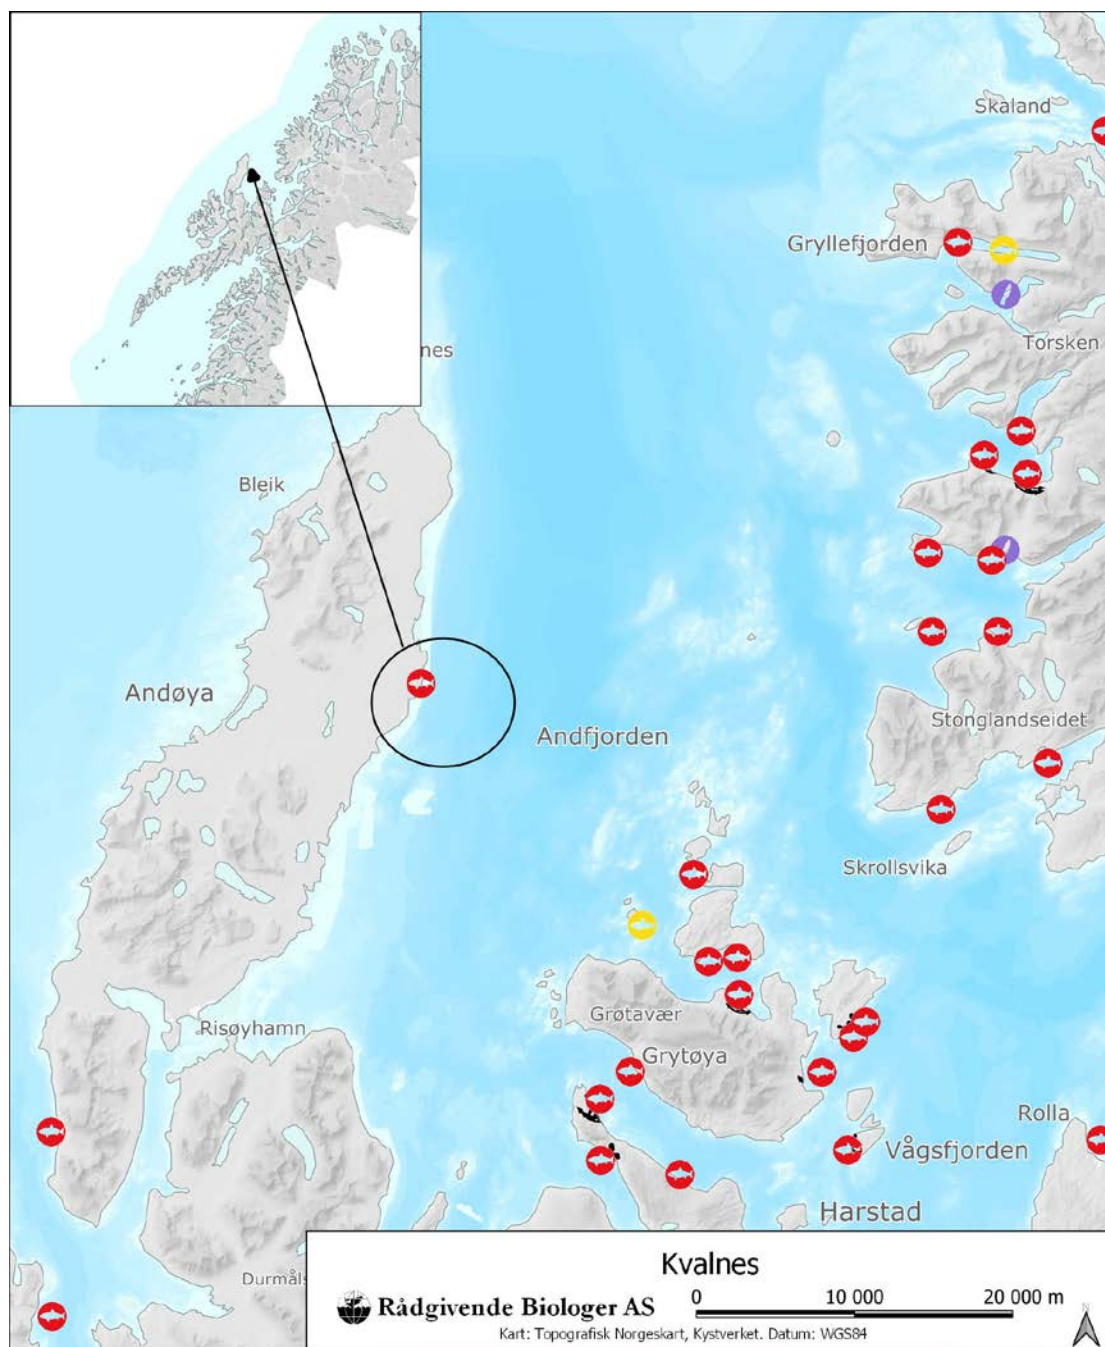 Skaland
Gryllefjorden
Torsken
nes
Bleik
Andøya
Stonglandseidet
Andfjorden
Skrollsvika
Risøyhamn
Grøtavær
Grytøya
Rolla
Vågsfjorden
Harstad
Durmåls
Kvalnes
Rådgivende Biologer AS
0 10 000 20 000 m
Kart: Topografisk Norgeskart, Kystverket. Datum: WGS84
N